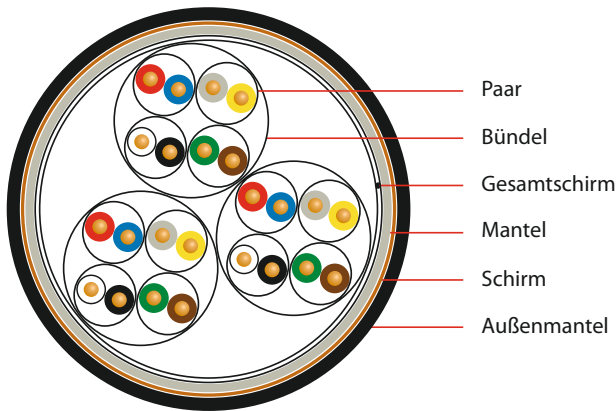 Paar
Bündel
Gesamtschirm
Mantel
Schirm
Außenmantel